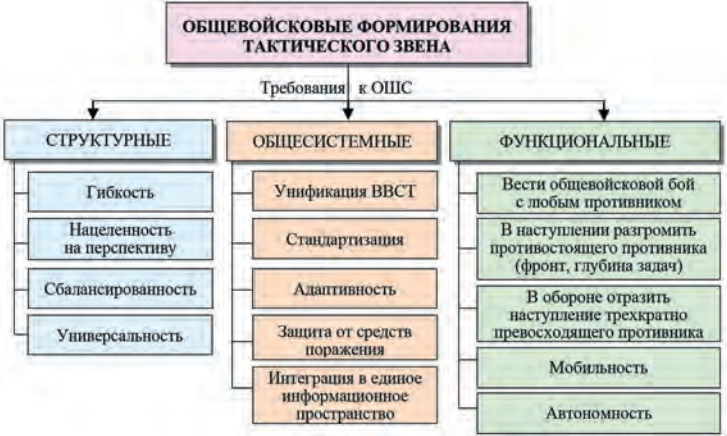 ОБЩЕВОЙСКОВЫЕ ФОРМИРОВАНИЯ
ТАКТИЧЕСКОГО ЗВЕНА
Требования к ОШС
СТРУКТУРНЫЕ
Гибкость
Нацеленность
на перспективу
Сбалансированность
Универсальность
ОБЩЕСИСТЕМНЫЕ
Унификация ВВСТ
Стандартизация
Адаптивность
Защита от средств
поражения
Интеграция в единое
информационное
пространство
ФУНКЦИОНАЛЬНЫЕ
Вести общевойсковой бой
с любым противником
В наступлении разгромить
противостоящего противника
(фронт, глубина задач)
В обороне отразить
наступление трехкратно
превосходящего противника
Мобильность
Автономность